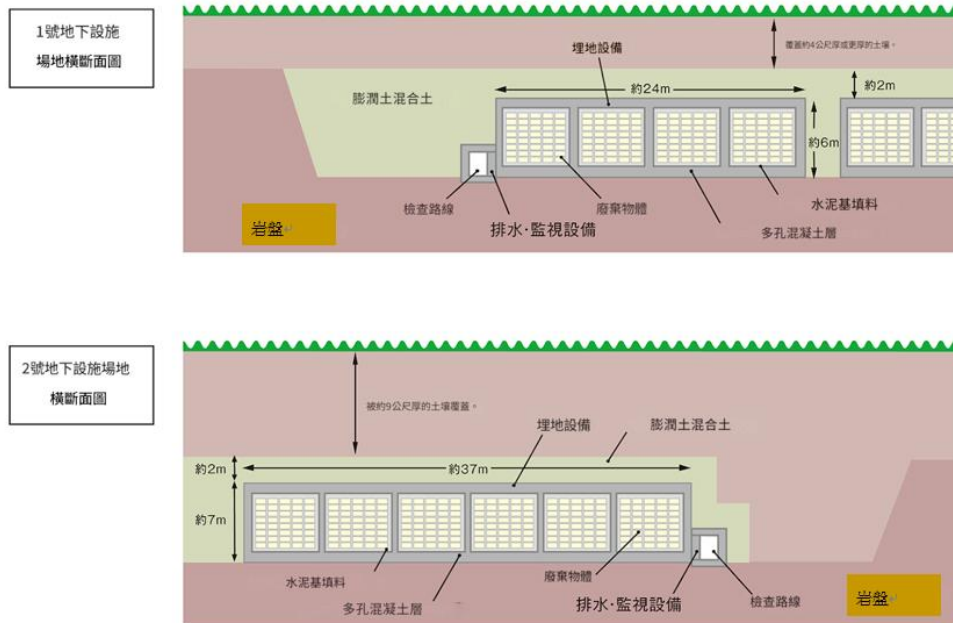 1號地下設施
場地橫斷面圖
覆蓋約4公尺厚或更厚的土壤。
埋地設備
約24m
約2m
膨潤土混合土
約6m
檢查路線
廢棄物體
水泥基填料
岩盤
排水·監視設備
多孔混凝土層
2號地下設施場地
橫斷面圖
被約9公尺厚的土壤覆蓋。
埋地設備
膨潤土混合土
約2m
約37m
約7m
水泥基填料
廢棄物體
多孔混凝土層
排水·監視設備
檢查路線
岩盤